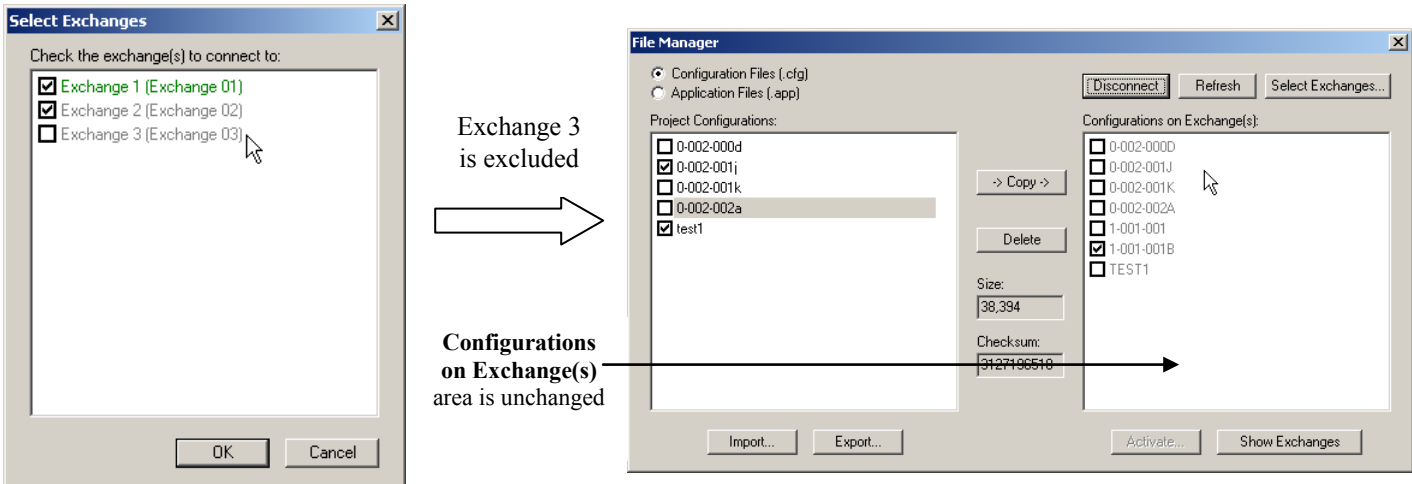 Select Exchanges
Check the exchange(s) to connect to:
Exchange 1 (Exchange 01)
Exchange 2 (Exchange 02)
Exchange 3 (Exchange 03)
OK
Cancel
Exchange 3
is excluded
Configurations
on Exchange(s)
area is unchanged
File Manager
Configuration Files (.cfg)
Application Files (.app)
Disconnect
Refresh
Select Exchanges...
Project Configurations:
0-002-000d
0-002-001j
0-002-001k
0-002-002a
test1
-> Copy ->
Delete
Size:
38,394
Checksum:
3127196518
Configurations on Exchange(s):
0-002-000D
0-002-001J
0-002-001K
0-002-002A
1-001-001
1-001-001B
TEST1
Import...
Export...
Activate...
Show Exchanges